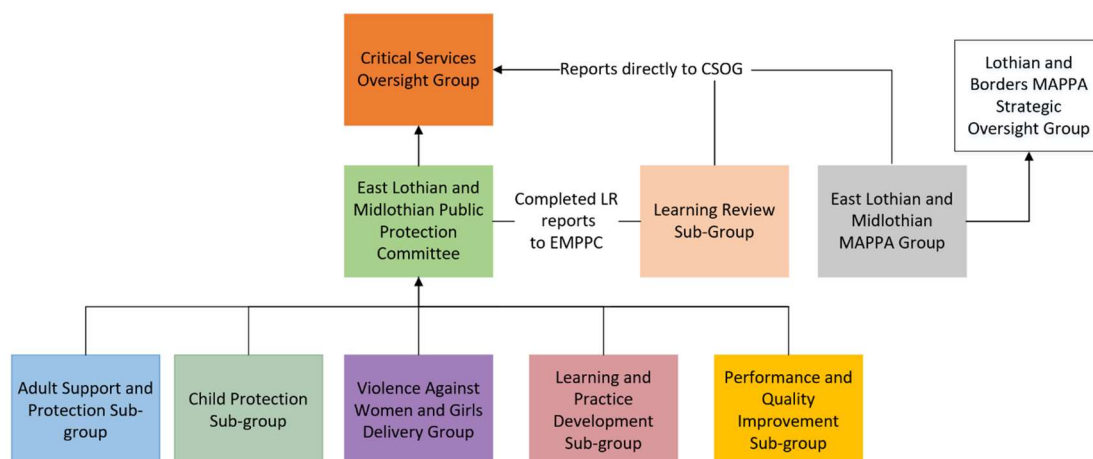 Critical Services
Oversight Group
Reports directly to CSOG
Lothian and
Borders MAPPA
Strategic
Oversight Group
East Lothian and
Midlothian Public
Protection
Committee
Completed LR
reports
to EMPPC
Learning Review
Sub-Group
East Lothian and
Midlothian
MAPPA Group
Adult Support and
Protection Sub-
group
Child Protection
Sub-group
Violence Against
Women and Girls
Delivery Group
Learning and
Practice
Development
Sub-group
Performance and
Quality
Improvement
Sub-group